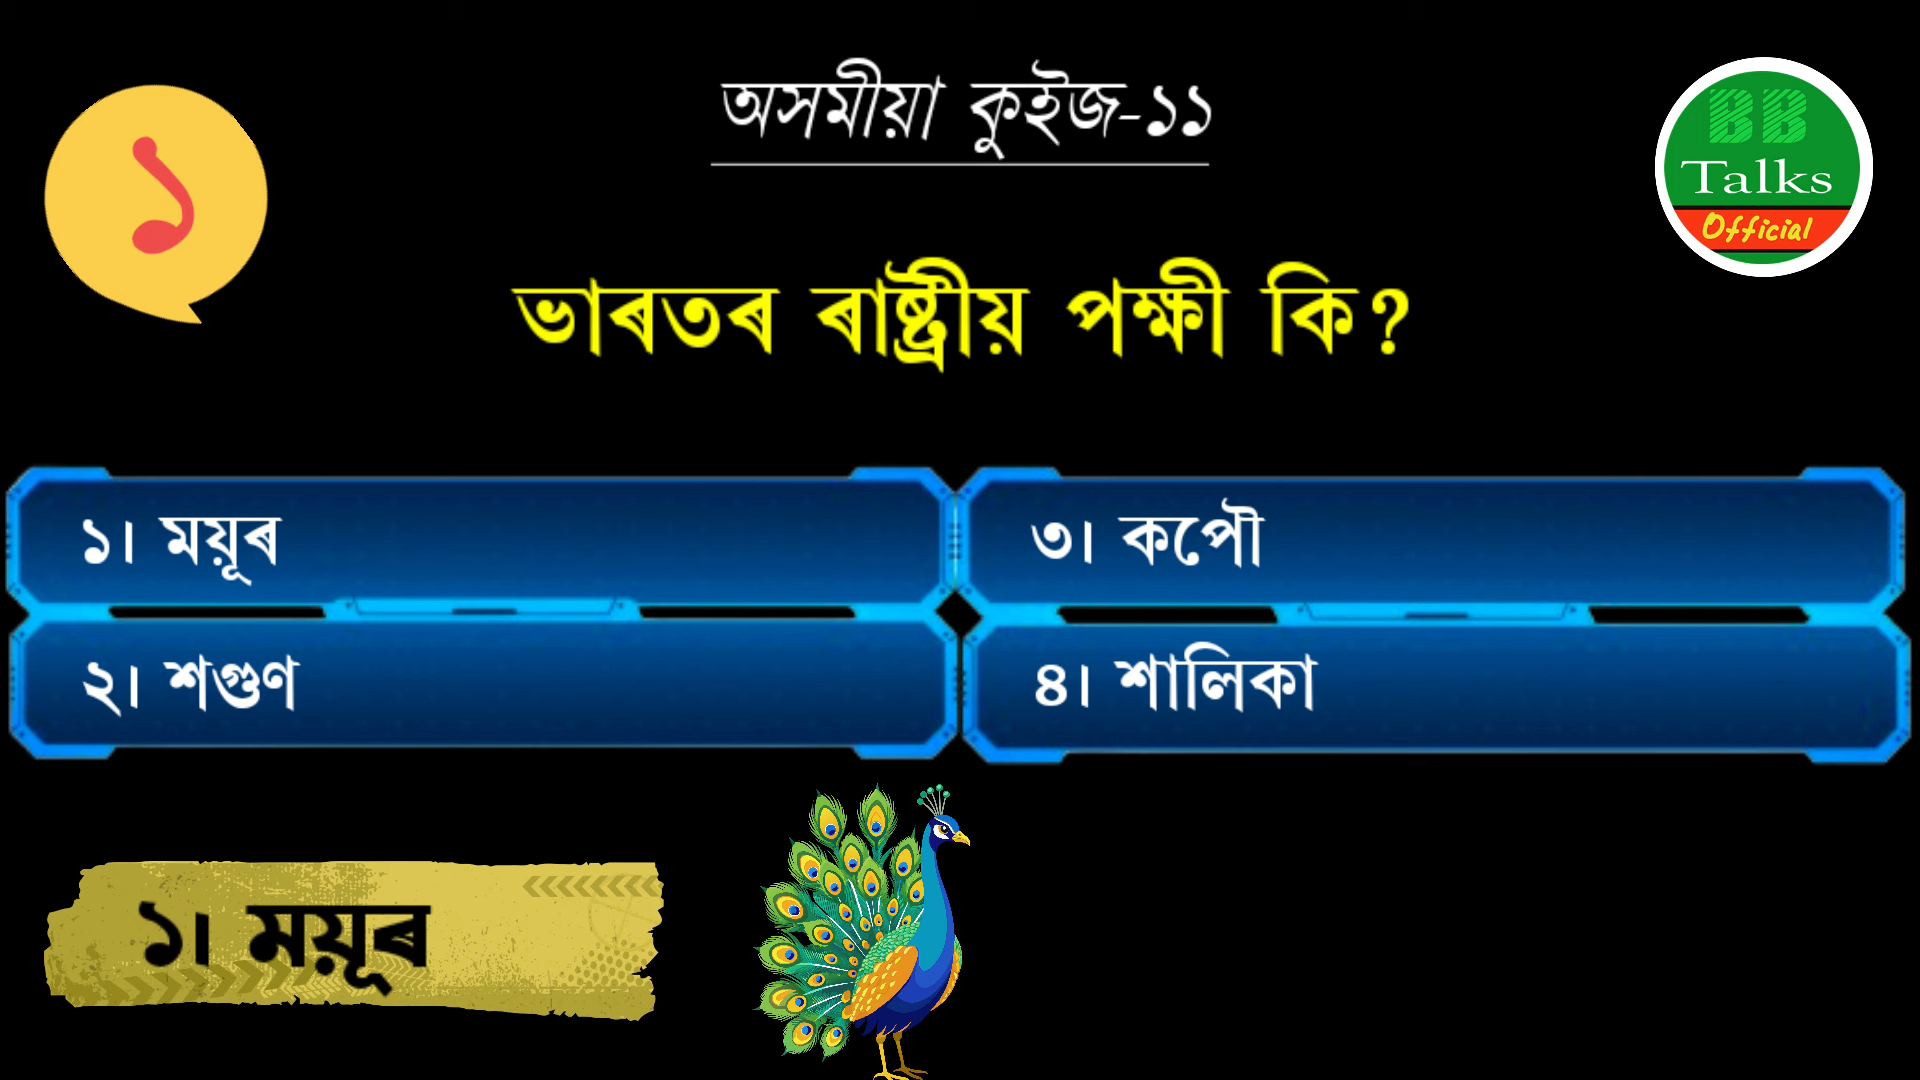 অসমীয়া কুইজ-১১
১
BB
Talks
Official
ভাৰতৰ ৰাষ্ট্ৰীয় পক্ষী কি?
১। ময়ূৰ
৩। কপৌ
২। শগুণ
৪। শালিকা
১। ময়ূৰ